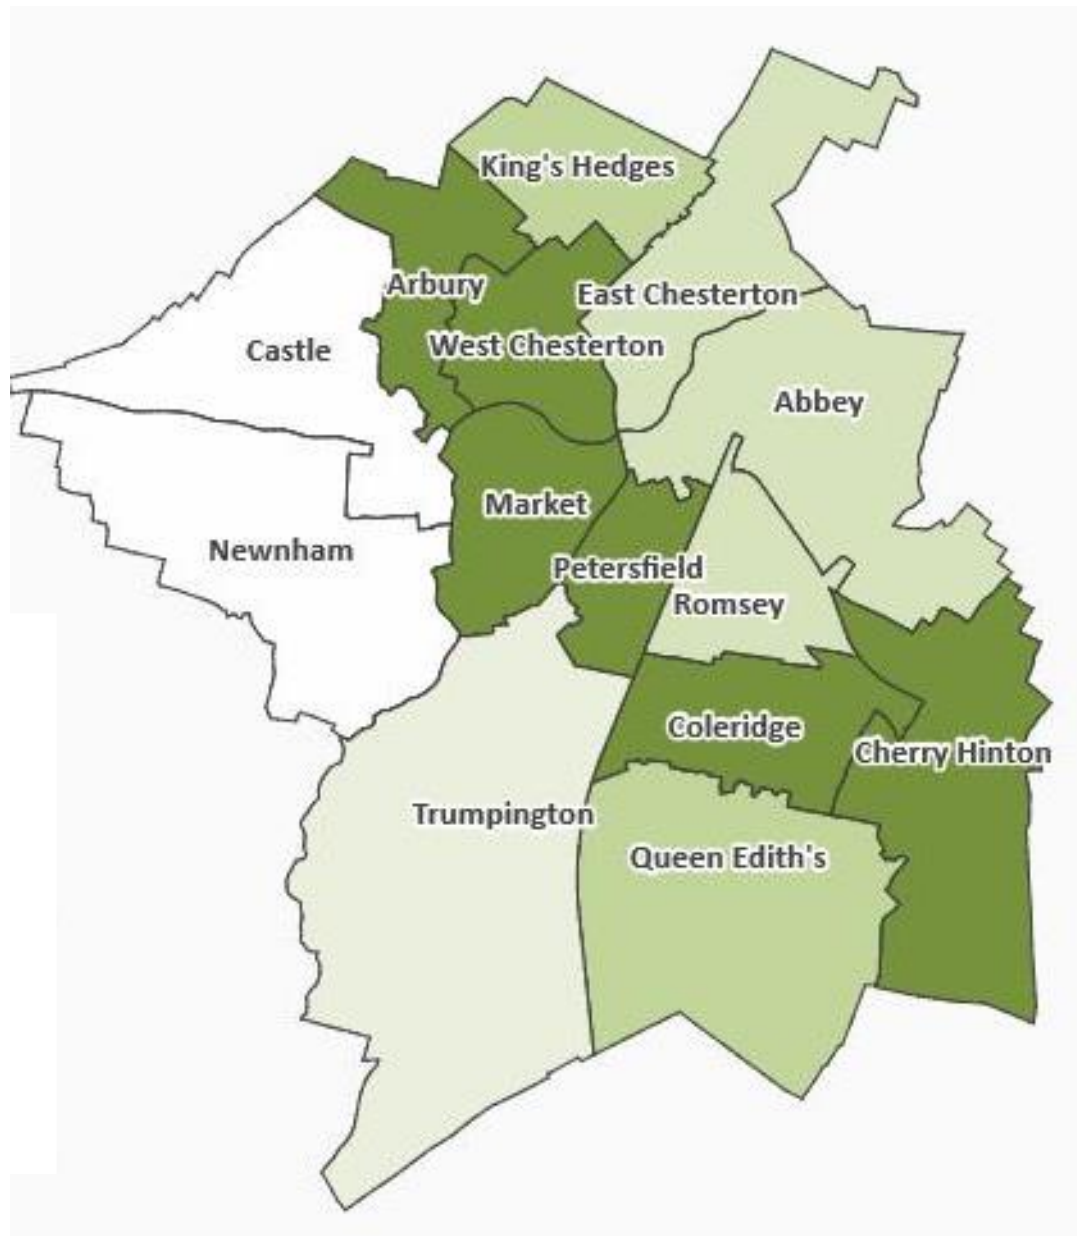 King's Hedges
Arbury
East Chesterton
Castle
West Chesterton
Abbey
Market
Newnham
Petersfield
Romsey
Coleridge
Cherry Hinton
Trumpington
Queen Edith's